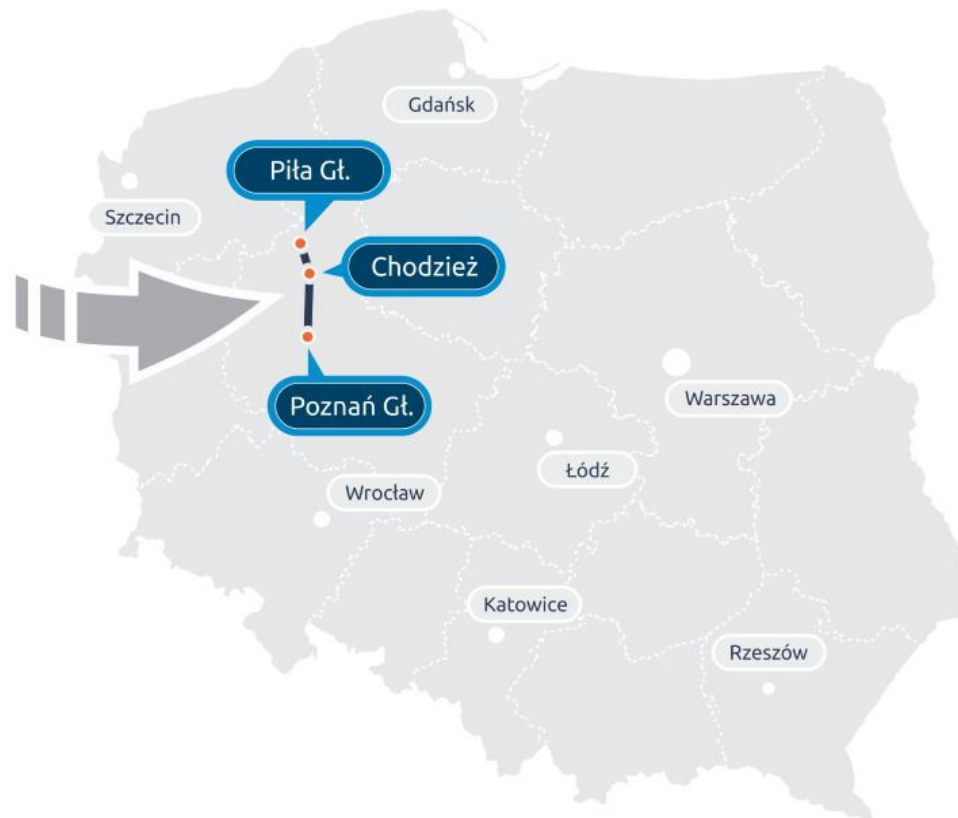 Gdańsk
Piła Gł.
Szczecin
Chodzież
Warszawa
Poznań Gł.
Łódź
Wrocław
Katowice
Rzeszów